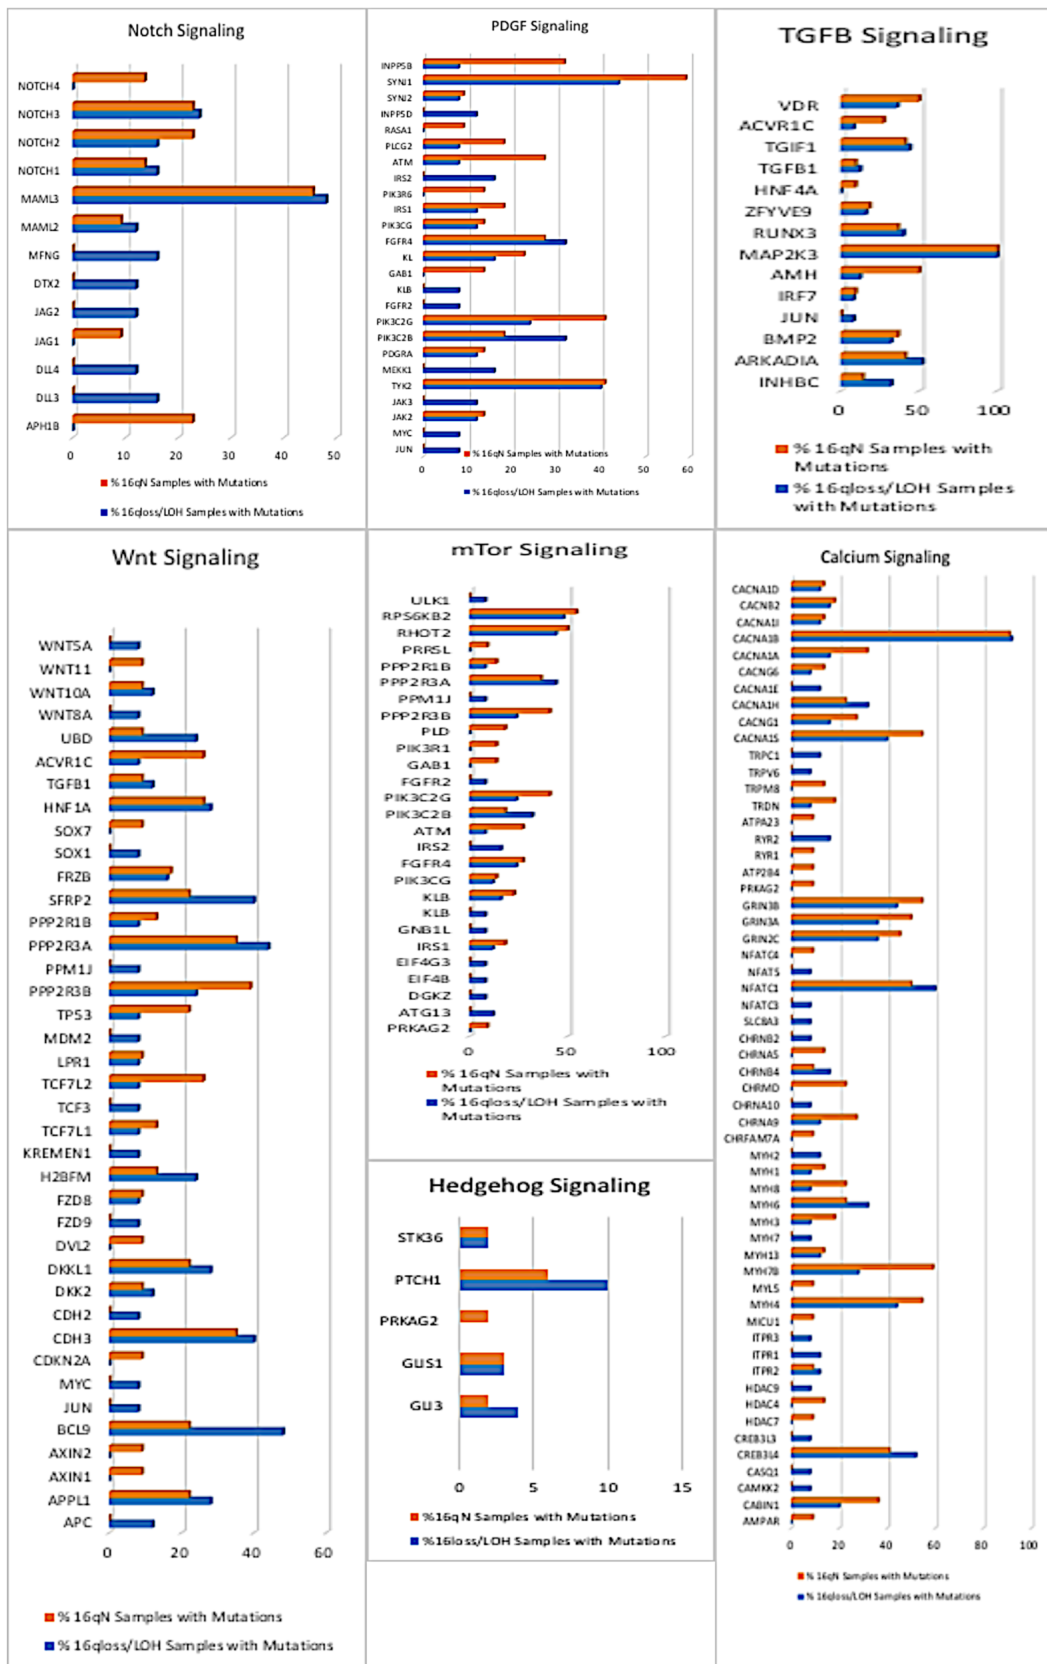 Notch Signaling
NOTCH4
NOTCH3
NOTCH2
NOTCH1
MAML3
MAML2
MFNG
DTX2
JAG2
JAG1
DLL4
DLL3
APH1B
0 10 20 30 40 50
% 16qN Samples with Mutations
% 16qloss/LOH Samples with Mutations
PDGF Signaling
INPP5B
SYNJ1
SYNJ2
INPP5D
RASA1
PLCG2
ATM
IRS2
PIK3R6
IRS1
PIK3CG
FGFR4
KL
GAB1
KLB
FGFR2
PIK3C2G
PIK3C2B
PDGRA
MEKK1
TYK2
JAK3
JAK2
MYC
JUN
0 10 20 30 40 50 60
% 16qN Samples with Mutations
% 16qloss/LOH Samples with Mutations
TGFB Signaling
VDR
ACVR1C
TGIF1
TGFB1
HNF4A
ZFYVE9
RUNX3
MAP2K3
AMH
IRF7
JUN
BMP2
ARKADIA
INHBC
0 50 100
% 16qN Samples with
Mutations
% 16qloss/LOH Samples
with Mutations
Wnt Signaling
WNT5A
WNT11
WNT10A
WNT8A
UBD
ACVR1C
TGFB1
HNF1A
SOX7
SOX1
FRZB
SFRP2
PPP2R1B
PPP2R3A
PPM1J
PPP2R3B
TP53
MDM2
LPR1
TCF7L2
TCF3
TCF7L1
KREMEN1
H2BFM
FZD8
FZD9
DVL2
DKKL1
DKK2
CDH2
CDH3
CDKN2A
MYC
JUN
BCL9
AXIN2
AXIN1
APPL1
APC
0 20 40 60
% 16qN Samples with Mutations
% 16qloss/LOH Samples with Mutations
mTor Signaling
ULK1
RPS6KB2
RHOT2
PRR5L
PPP2R1B
PPP2R3A
PPM1J
PPP2R3B
PLD
PIK3R1
GAB1
FGFR2
PIK3C2G
PIK3C2B
ATM
IRS2
FGFR4
PIK3CG
KLB
KLB
GNB1L
IRS1
EIF4G3
EIF4B
DGKZ
ATG13
PRKAG2
0 50 100
% 16qN Samples with
Mutations
% 16qloss/LOH Samples with
Mutations
Hedgehog Signaling
STK36
PTCH1
PRKAG2
GLIS1
GLI3
0 5 10 15
%16qN Samples with Mutations
%16loss/LOH Samples with Mutations
Calcium Signaling
CACNA1D
CACNB2
CACNA1I
CACNA1B
CACNA1A
CACNG6
CACNA1E
CACNA1H
CACNG1
CACNA1S
TRPC1
TRPV6
TRPM8
TRDN
ATPA23
RYR2
RYR1
ATP2B4
PRKAG2
GRIN3B
GRIN3A
GRIN2C
NFATC4
NFAT5
NFATC1
NFATC3
SLC8A3
CHRNB2
CHRNA5
CHRNB4
CHRMD
CHRNA10
CHRNA9
CHRFAM7A
MYH2
MYH1
MYH8
MYH6
MYH3
MYH7
MYH13
MYH7B
MYL5
MYH4
MICU1
ITPR3
ITPR1
ITPR2
HDAC9
HDAC4
HDAC7
CREB3L3
CREB3L4
CASQ1
CAMKK2
CABIN1
AMPAR
0 20 40 60 80 100
% 16qN Samples with Mutations
% 16qloss/LOH Samples with Mutations